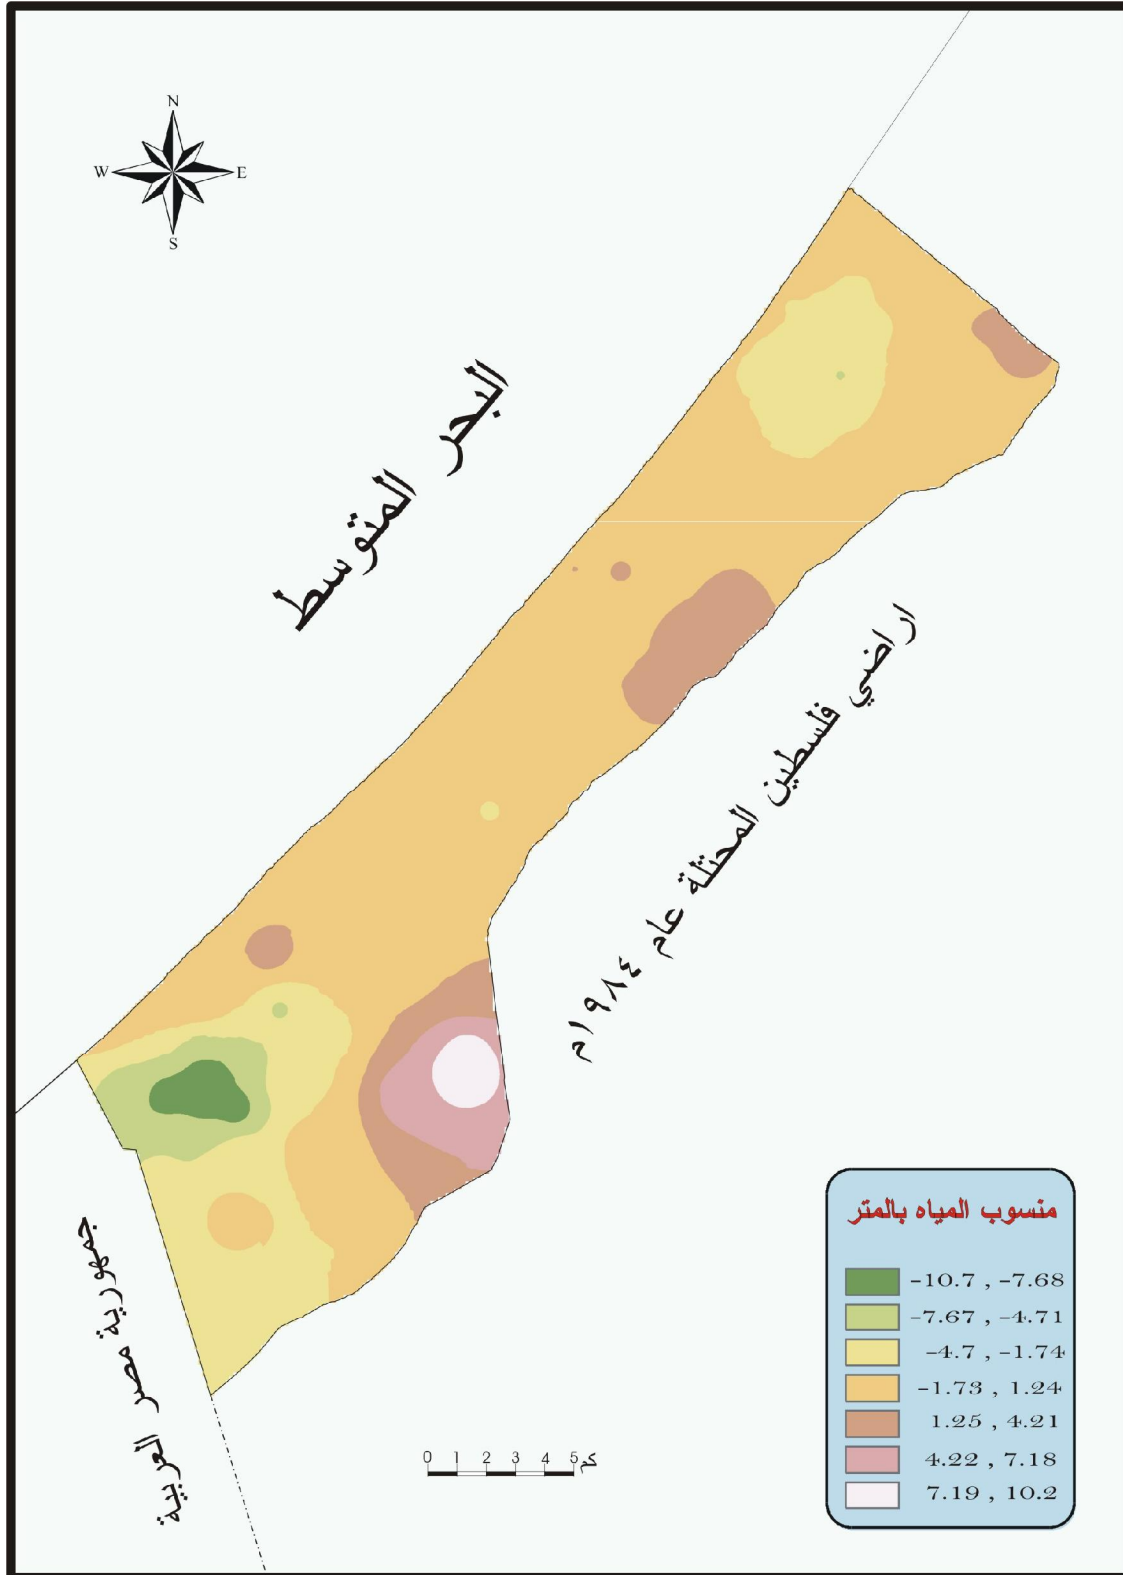 N
W E
S
البحر المتوسط
اراضي فلسطين المحتلة عام ١٩٨٤م
جمهورية مصر العربية
0 1 2 3 4 5 كم
منسوب المياه بالمتر
-10.7 , -7.68
-7.67 , -4.71
-4.7 , -1.74
-1.73 , 1.24
1.25 , 4.21
4.22 , 7.18
7.19 , 10.2